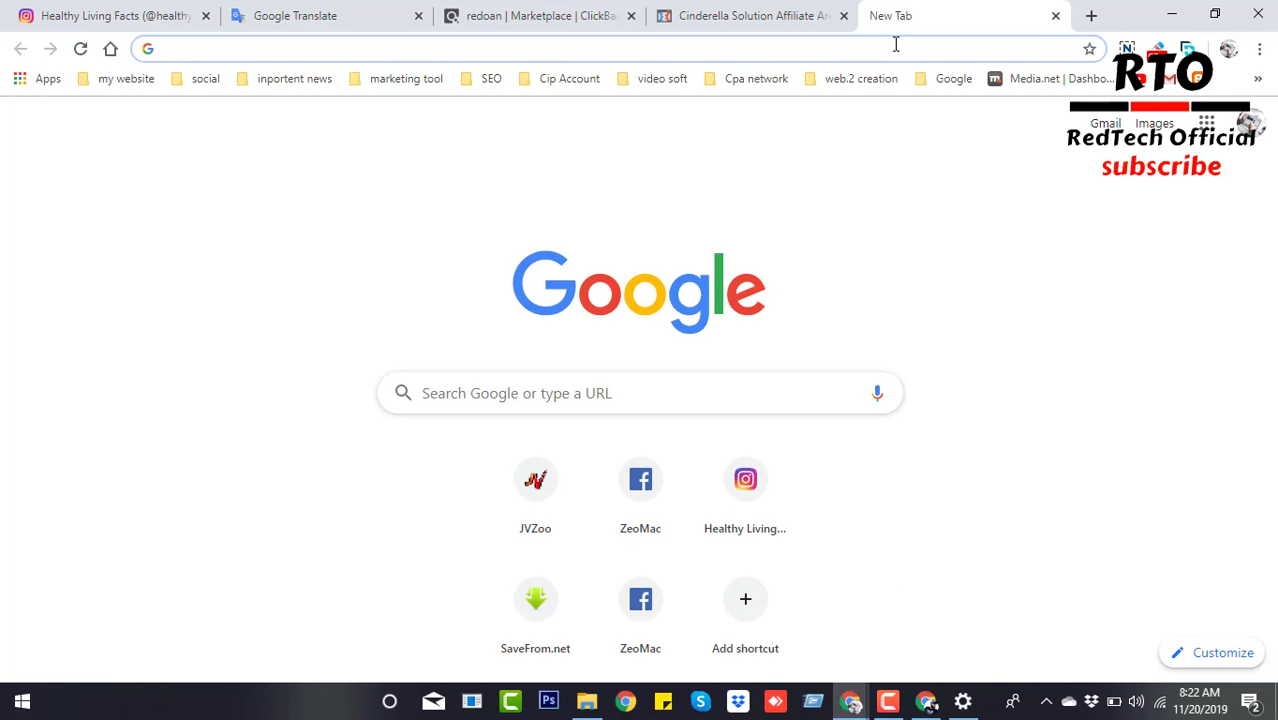 Healthy Living Facts (@healthy
Google Translate
redoan | Marketplace | ClickBa
Cinderella Solution Affiliate Are
New Tab
Apps
my website
social
inportent news
marketing tool
SEO
Cip Account
video soft
Cpa network
web.2 creation
Google
Media.net | Dashbo...
RTO
Gmail
Images
RedTech Official
subscribe
Google
Search Google or type a URL
JVZoo
ZeoMac
Healthy Living...
SaveFrom.net
ZeoMac
Add shortcut
Customize
8:22 AM
11/20/2019